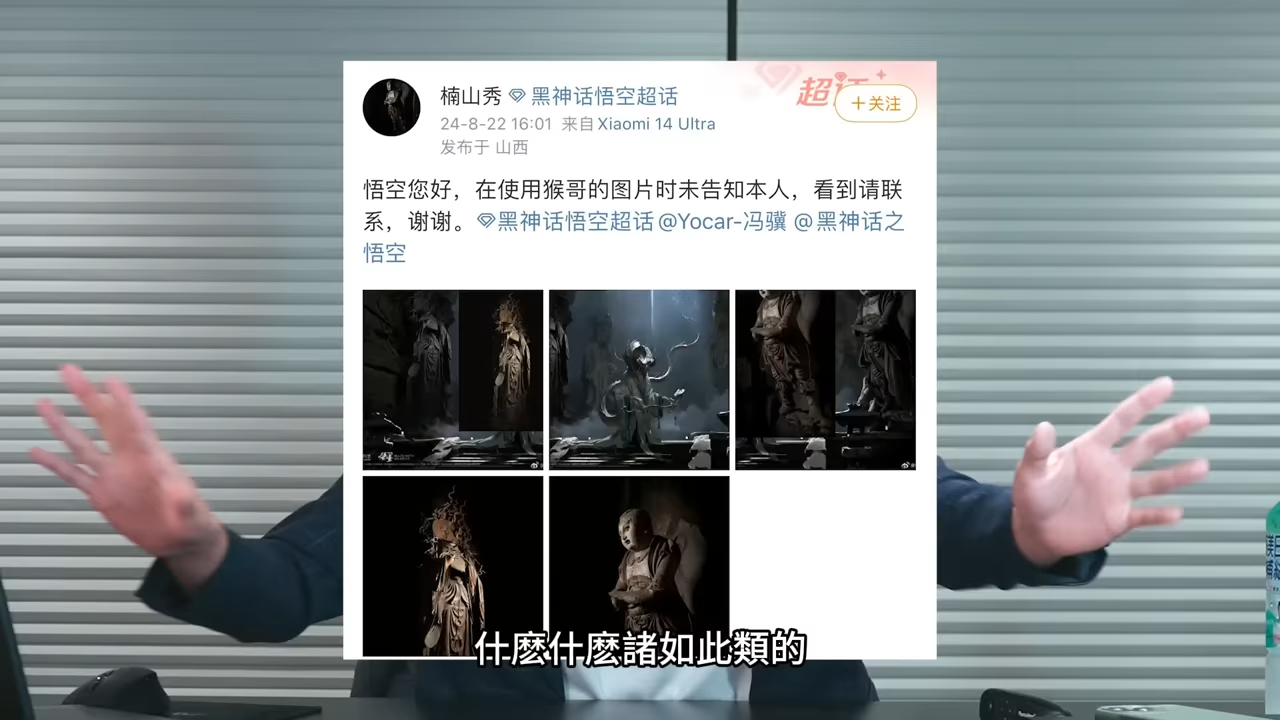 楠山秀 黑神话悟空超话
超话
+关注
24-8-22 16:01 来自 Xiaomi 14 Ultra
发布于 山西
悟空您好，在使用猴哥的图片时未告知本人，看到请联
系，谢谢。黑神话悟空超话@Yocar-冯骥 @黑神话之
悟空
什麼什麼諸如此類的